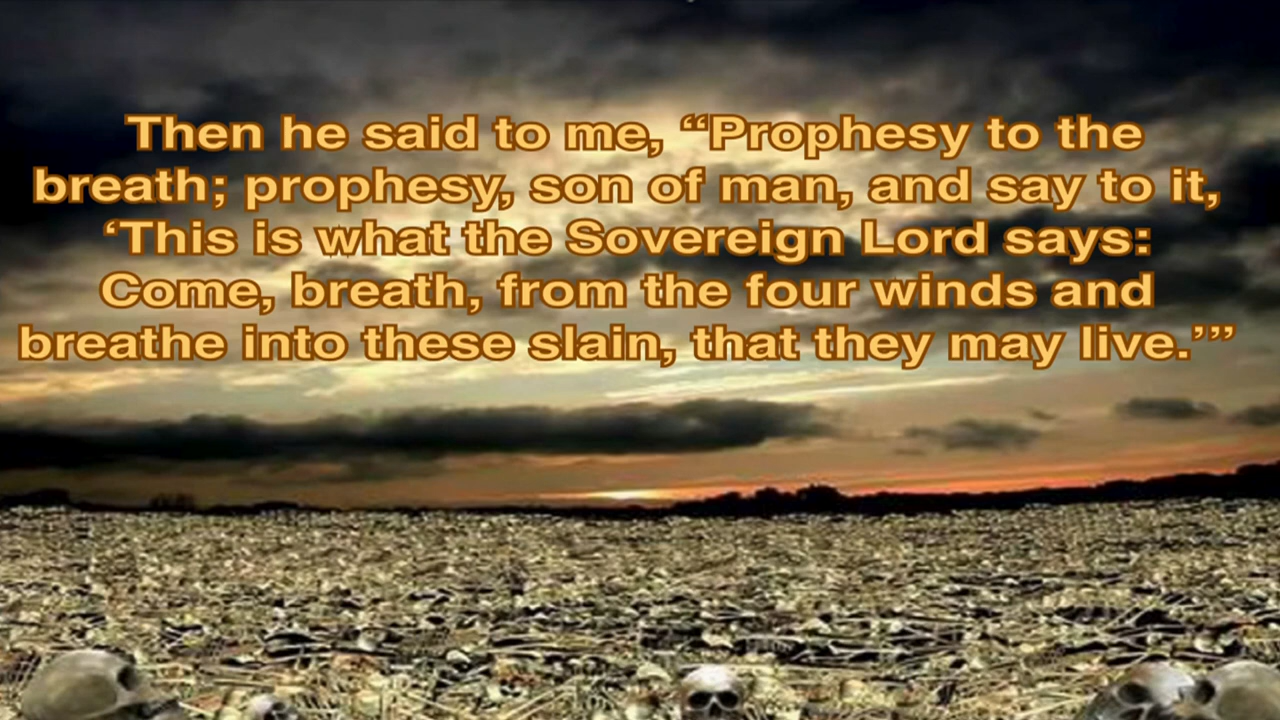 Then he said to me, “Prophesy to the
breath; prophesy, son of man, and say to it,
‘This is what the Sovereign Lord says:
Come, breath, from the four winds and
breathe into these slain, that they may live.’”